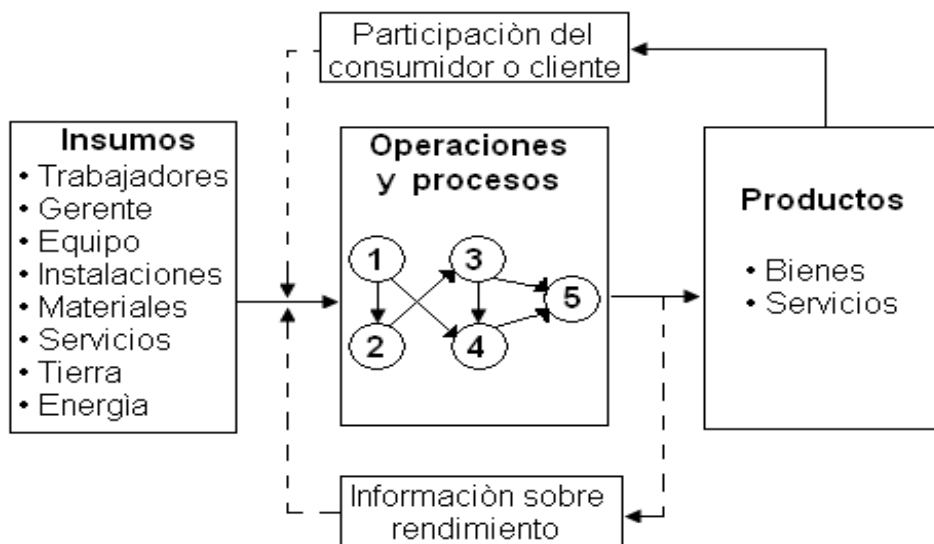 Participaciòn del
consumidor o cliente
Insumos
• Trabajadores
• Gerente
• Equipo
• Instalaciones
• Materiales
• Servicios
• Tierra
• Energìa
Operaciones
y procesos
1
3
5
2
4
Productos
• Bienes
• Servicios
Informaciòn sobre
rendimiento